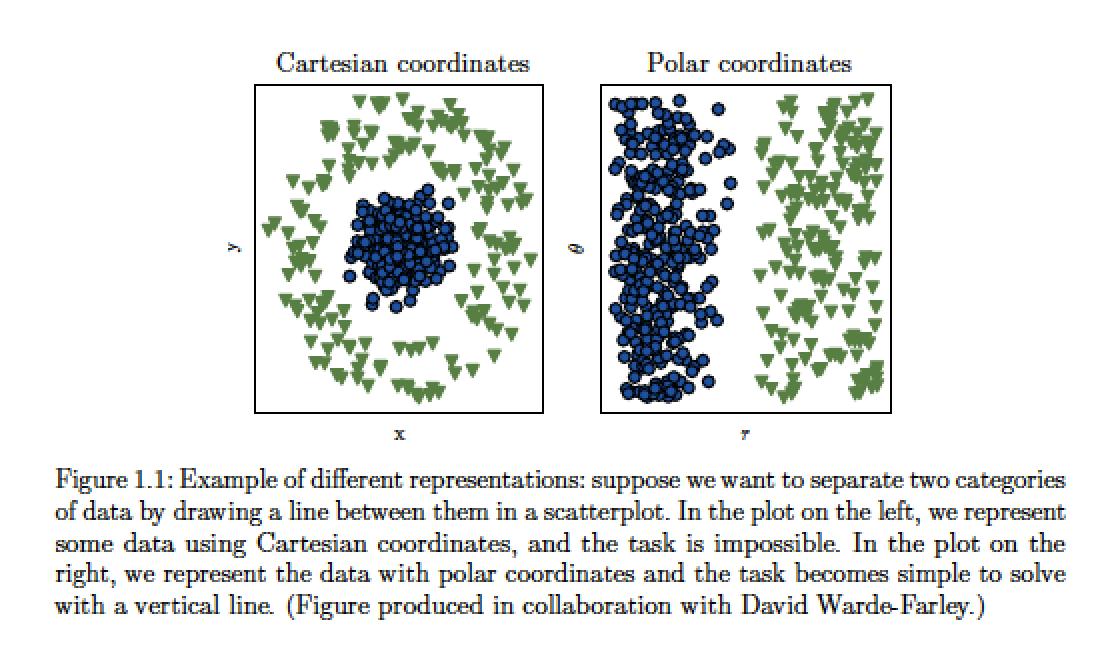 Cartesian coordinates
Polar coordinates
y
θ
x
r
Figure 1.1: Example of different representations: suppose we want to separate two categories
of data by drawing a line between them in a scatterplot. In the plot on the left, we represent
some data using Cartesian coordinates, and the task is impossible. In the plot on the
right, we represent the data with polar coordinates and the task becomes simple to solve
with a vertical line. (Figure produced in collaboration with David Warde-Farley.)